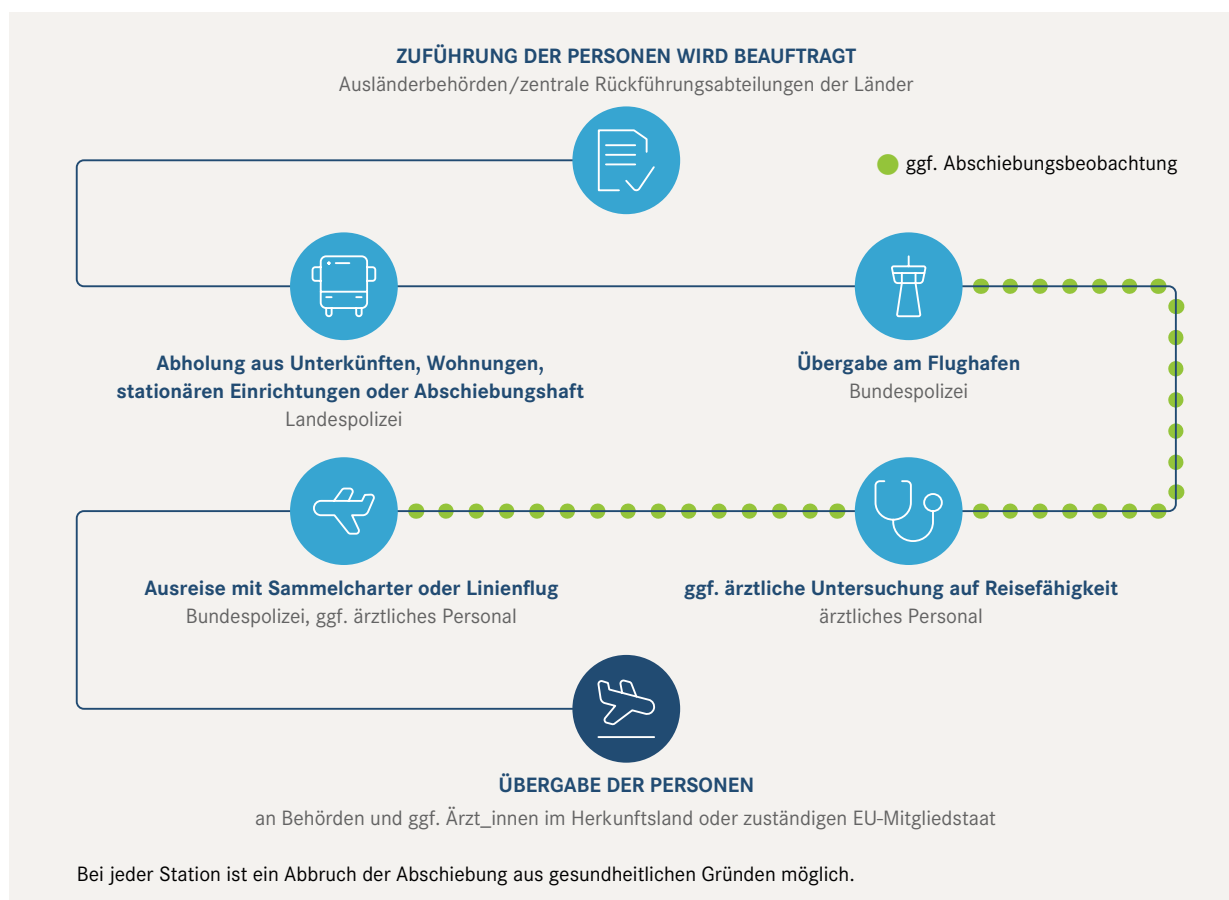 ZUFÜHRUNG DER PERSONEN WIRD BEAUFTRAGT
Ausländerbehörden/zentrale Rückführungsabteilungen der Länder
ggf. Abschiebungsbeobachtung
Abholung aus Unterkünften, Wohnungen,
stationären Einrichtungen oder Abschiebungshaft
Landespolizei
Übergabe am Flughafen
Bundespolizei
Ausreise mit Sammelcharter oder Linienflug
Bundespolizei, ggf. ärztliches Personal
ggf. ärztliche Untersuchung auf Reisefähigkeit
ärztliches Personal
ÜBERGABE DER PERSONEN
an Behörden und ggf. Ärzt_innen im Herkunftsland oder zuständigen EU-Mitgliedstaat
Bei jeder Station ist ein Abbruch der Abschiebung aus gesundheitlichen Gründen möglich.